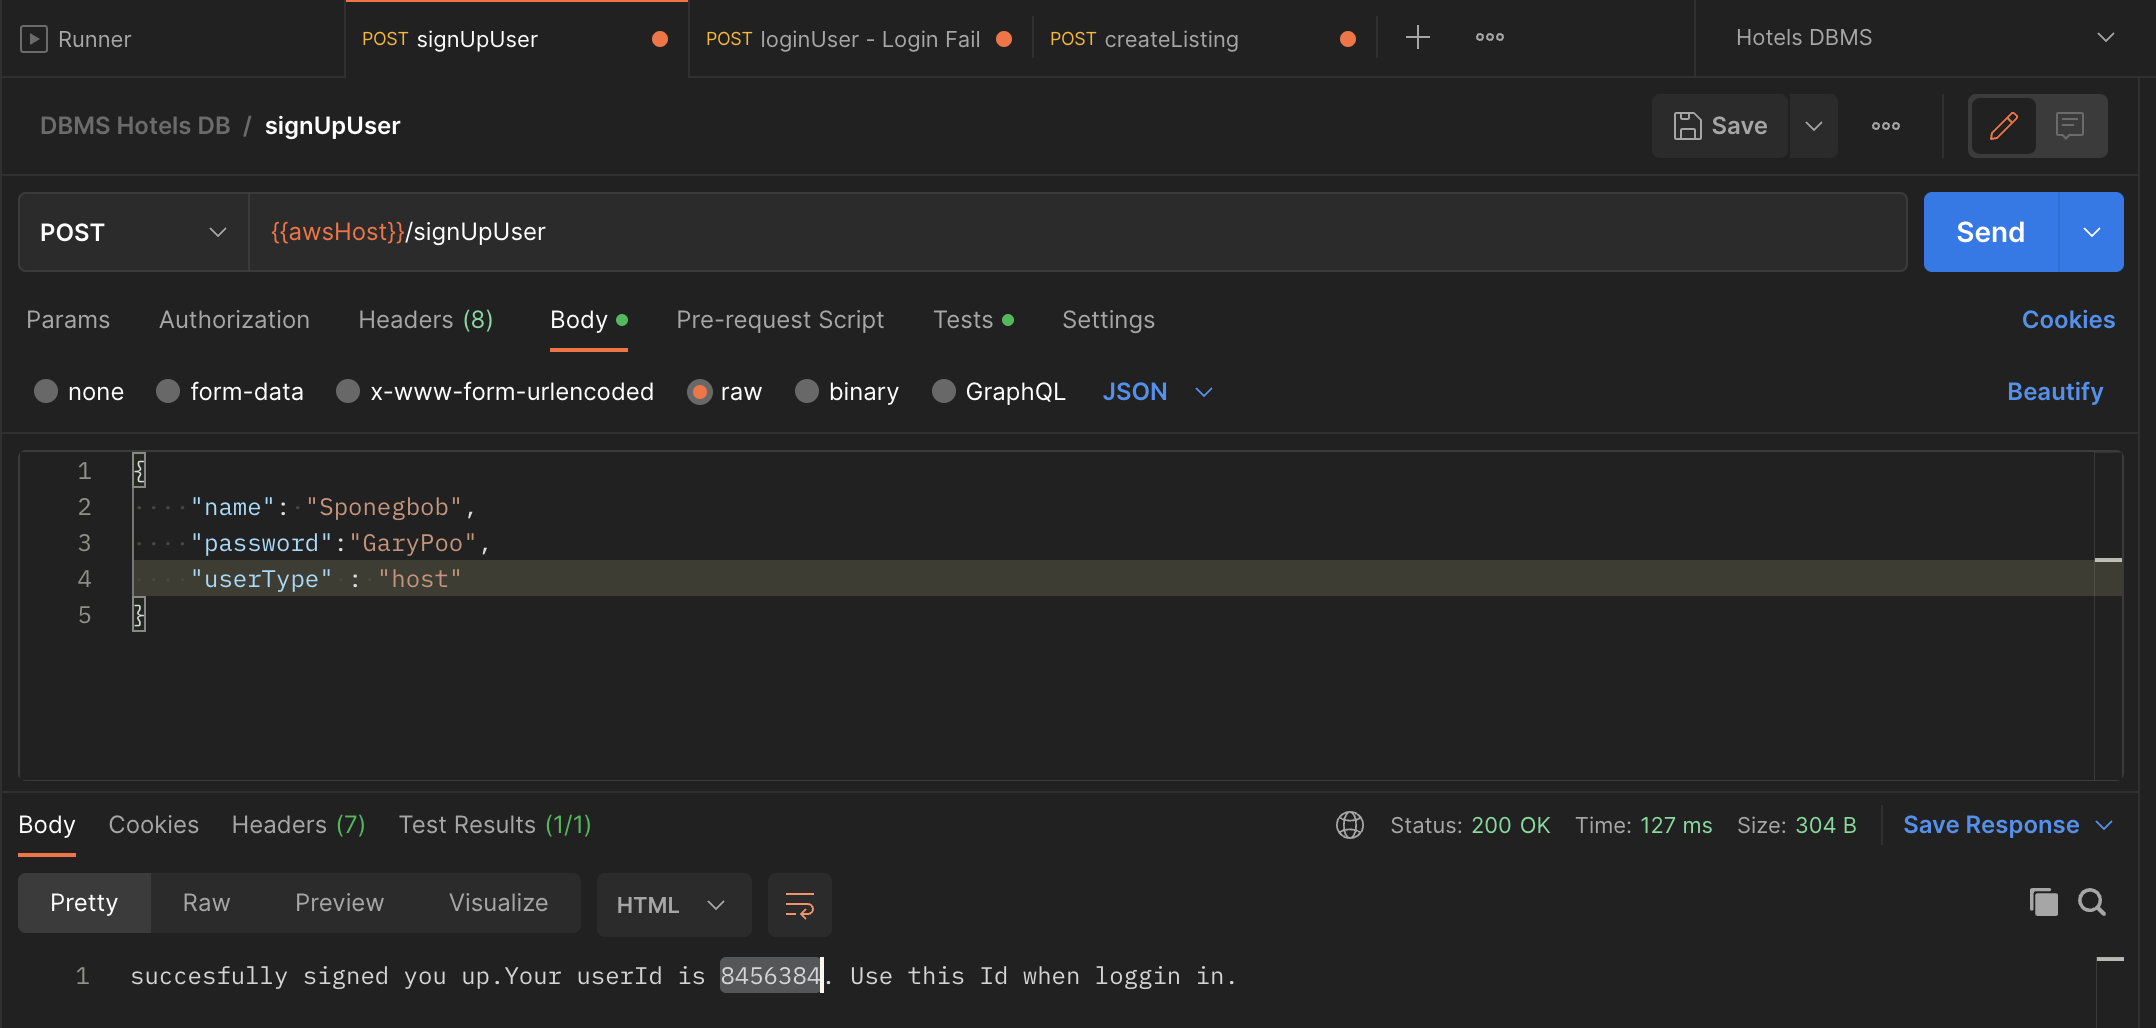 Runner
POST signUpUser
POST loginUser - Login Fail
POST createListing
Hotels DBMS
DBMS Hotels DB / signUpUser
Save
POST
{{awsHost}}/signUpUser
Send
Params Authorization Headers (8) Body Pre-request Script Tests Settings Cookies
none form-data x-www-form-urlencoded raw binary GraphQL JSON Beautify
1 {
2 "name": "Sponegbob",
3 "password":"GaryPoo",
4 "userType" : "host"
5 }
Body Cookies Headers (7) Test Results (1/1) Status: 200 OK Time: 127 ms Size: 304 B Save Response
Pretty Raw Preview Visualize HTML
1 succesfully signed you up.Your userId is 8456384. Use this Id when loggin in.